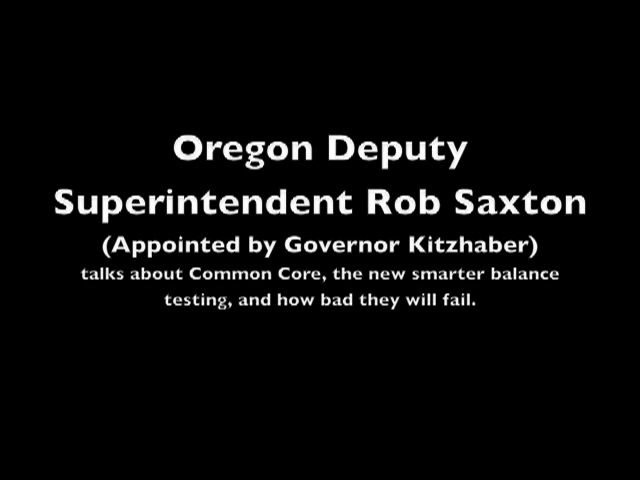 Oregon Deputy
Superintendent Rob Saxton
(Appointed by Governor Kitzhaber)
talks about Common Core, the new smarter balance
testing, and how bad they will fail.